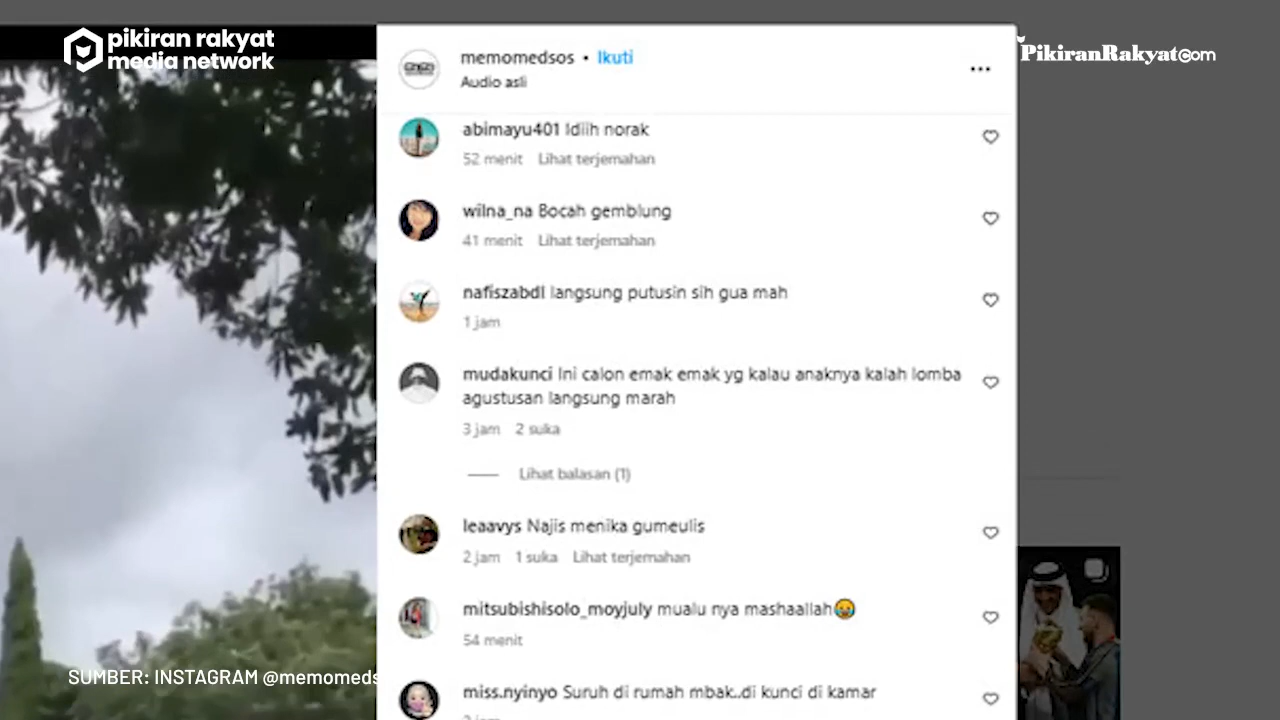 pikiran rakyat
media network
PikiranRakyat.com
memomedsos • Ikuti
Audio asli
abimayu401 Idiih norak
52 menit Lihat terjemahan
wilna_na Bocah gemblung
41 menit Lihat terjemahan
nafiszabdl langsung putusin sih gua mah
1 jam
mudakunci Ini calon emak emak yg kalau anaknya kalah lomba
agustusan langsung marah
3 jam 2 suka
Lihat balasan (1)
leaavys Najis menika gumeulis
2 jam 1 suka Lihat terjemahan
mitsubishisolo_moyjuly mualu nya mashaallah😭
54 menit
miss.nyinyo Suruh di rumah mbak..di kunci di kamar
SUMBER: INSTAGRAM @memomeds